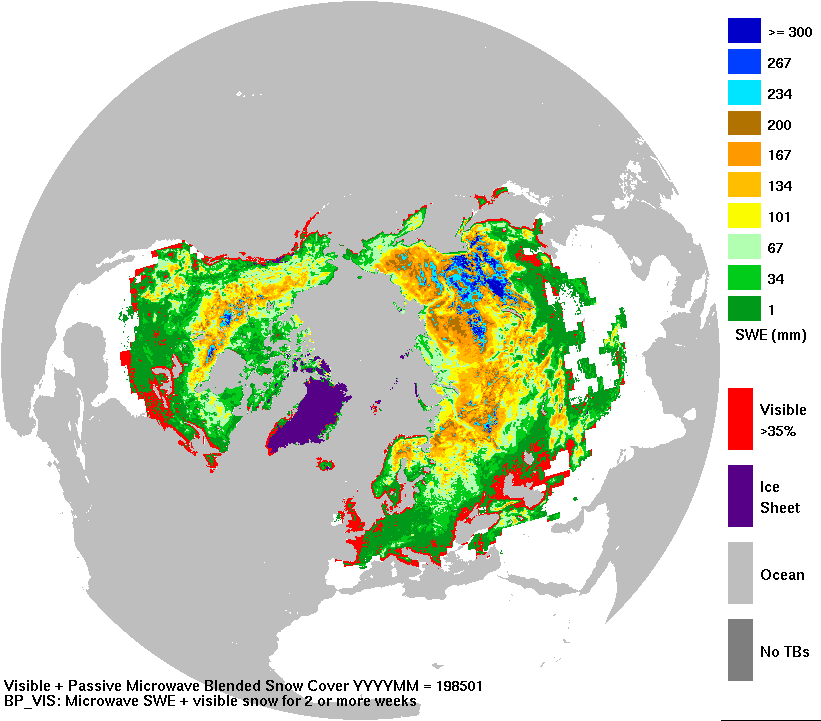 >= 300
267
234
200
167
134
101
67
34
1
SWE (mm)
Visible
>35%
Ice
Sheet
Ocean
No TBs
Visible + Passive Microwave Blended Snow Cover YYYYMM = 198501
BP_VIS: Microwave SWE + visible snow for 2 or more weeks